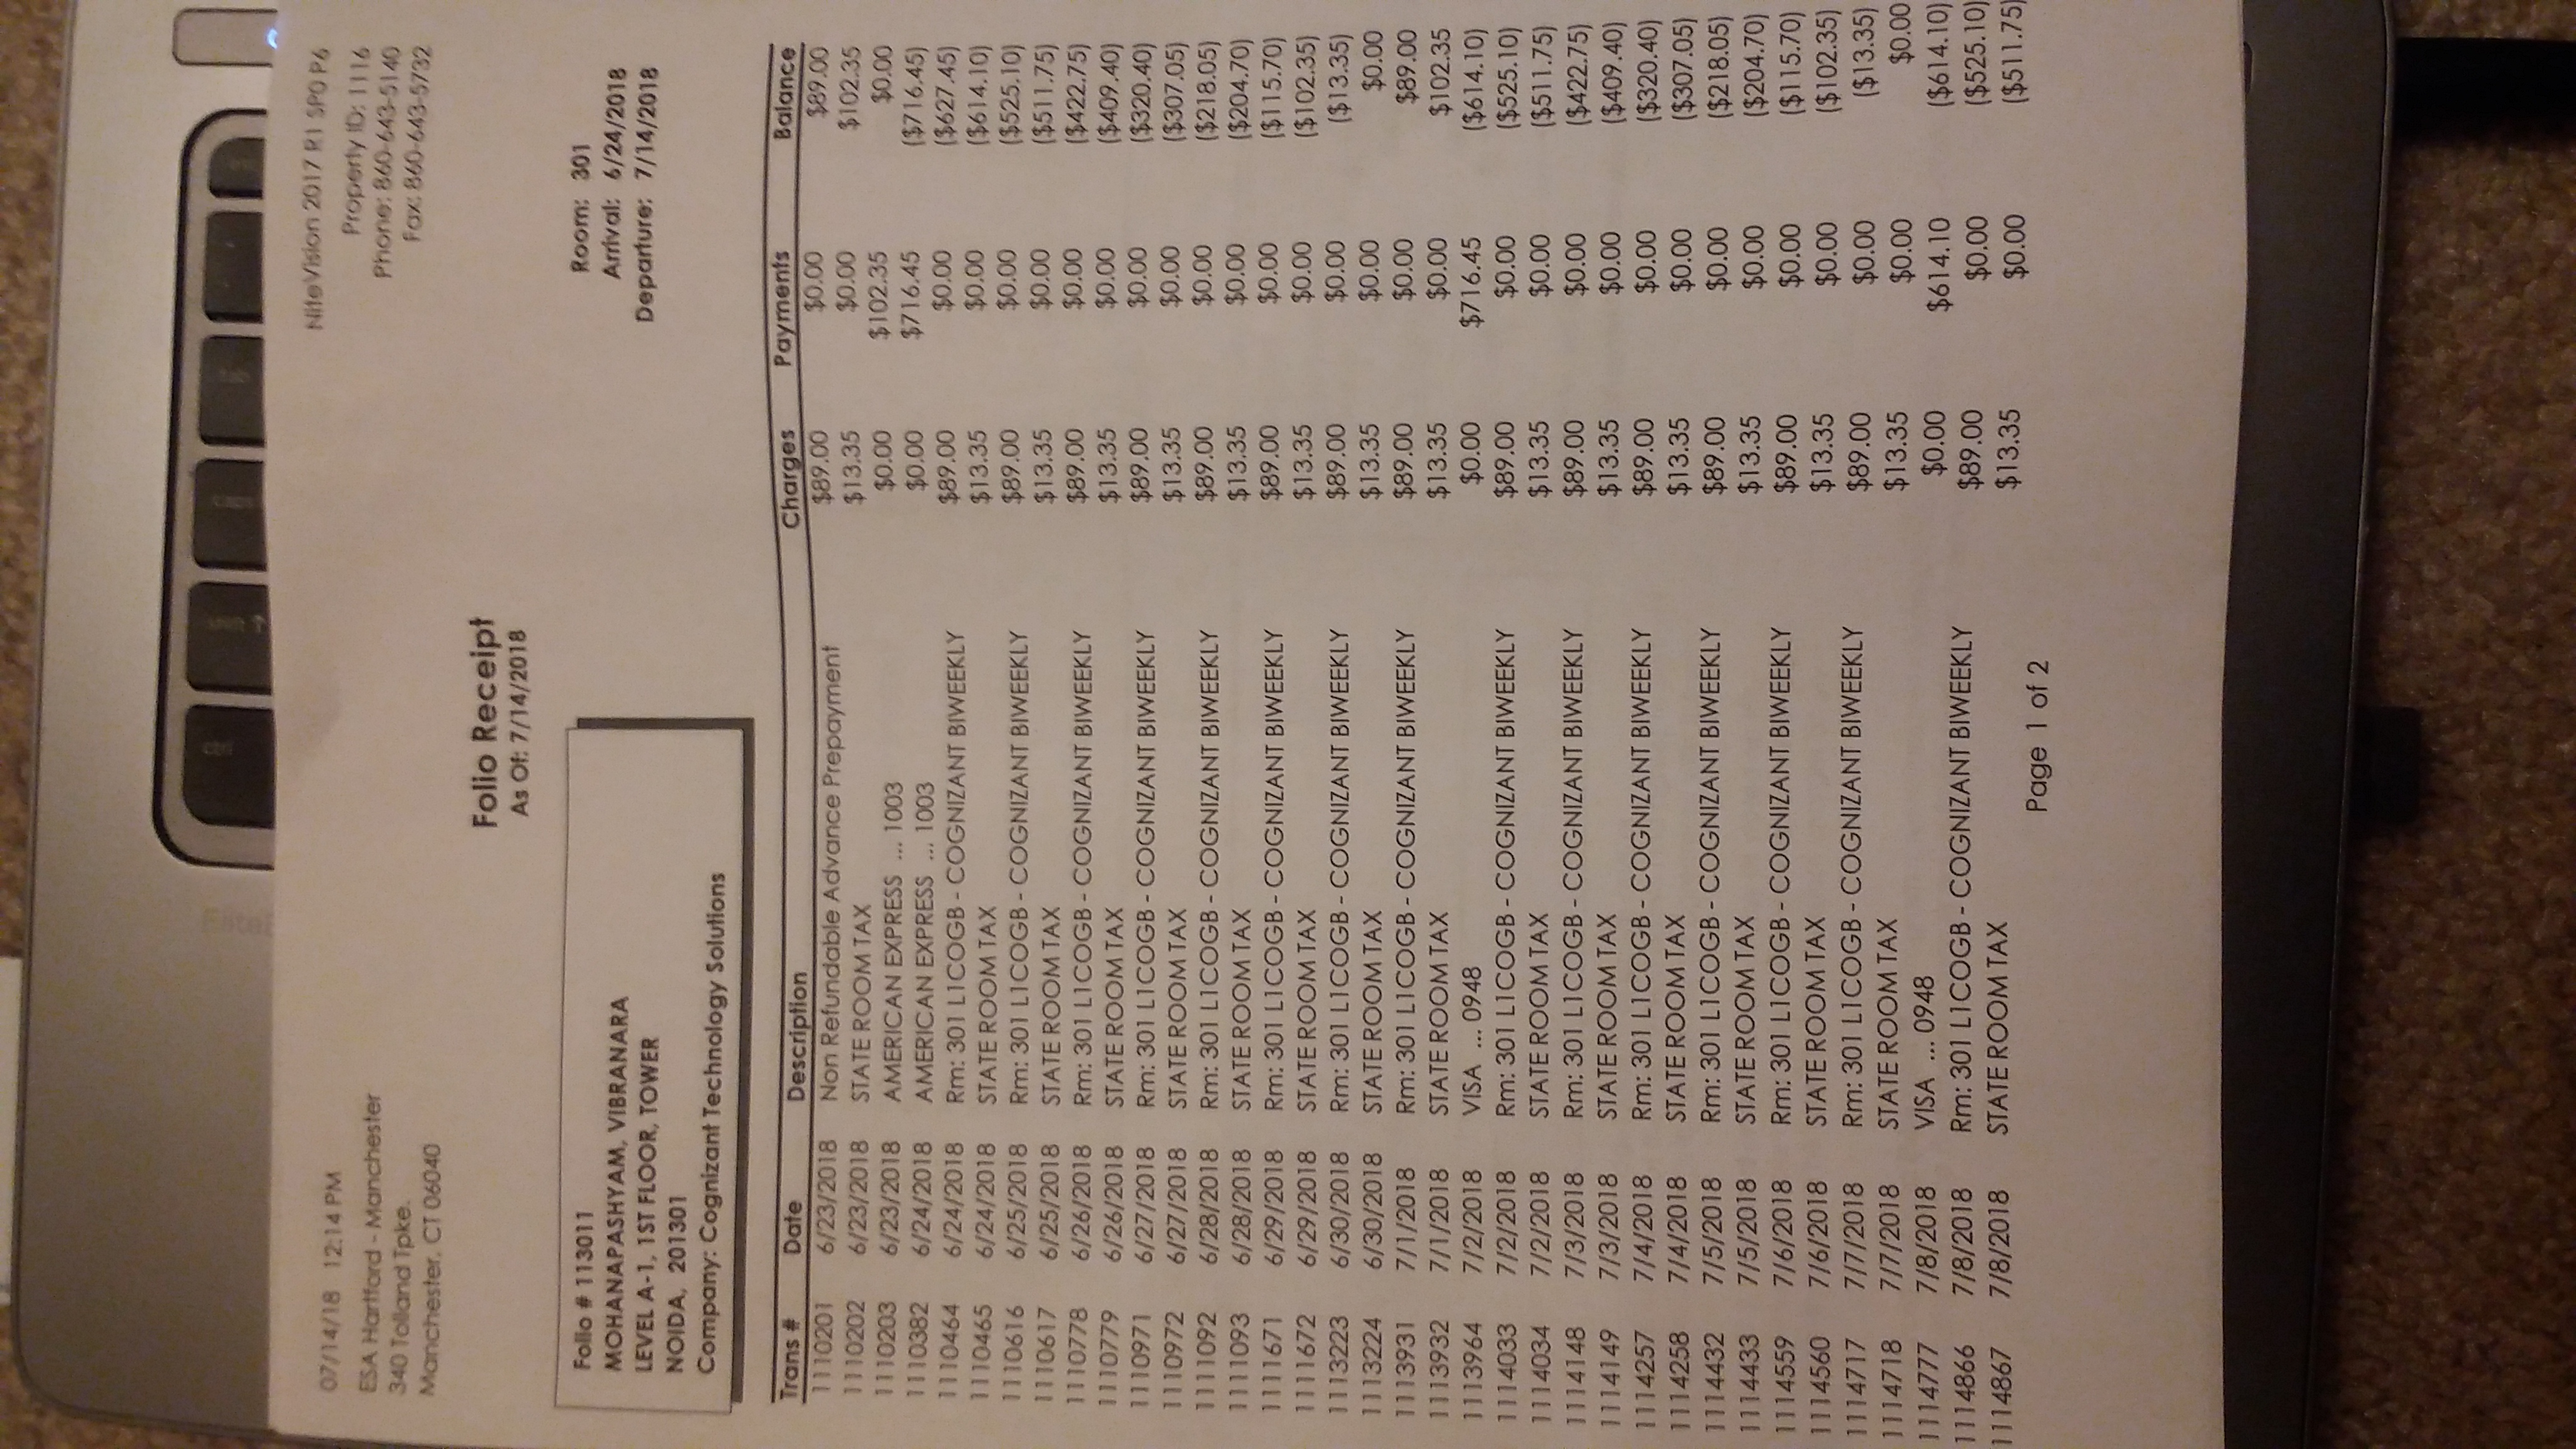 07/14/18 12:14 PM
NiteVision 2017 R1 SP0 P6
ESA Hartford - Manchester
Property ID: 1116
340 Tolland Tpke.
Phone: 860-643-5140
Manchester, CT 06040
Fax: 860-643-5732
Folio Receipt
As Of: 7/14/2018
Folio # 113011
MOHANAPASHYAM, VIBRANARA
LEVEL A-1, 1ST FLOOR, TOWER
NOIDA, 201301
Company: Cognizant Technology Solutions
Room: 301
Arrival: 6/24/2018
Departure: 7/14/2018
Trans # Date Description Charges Payments Balance
1110201 6/23/2018 Non Refundable Advance Prepayment $89.00 $0.00 $89.00
1110202 6/23/2018 STATE ROOM TAX $13.35 $0.00 $102.35
1110203 6/23/2018 AMERICAN EXPRESS ... 1003 $0.00 $102.35 $0.00
1110382 6/24/2018 AMERICAN EXPRESS ... 1003 $0.00 $716.45 ($716.45)
1110464 6/24/2018 Rm: 301 L1COGB - COGNIZANT BIWEEKLY $89.00 $0.00 ($627.45)
1110465 6/24/2018 STATE ROOM TAX $13.35 $0.00 ($614.10)
1110616 6/25/2018 Rm: 301 L1COGB - COGNIZANT BIWEEKLY $89.00 $0.00 ($525.10)
1110617 6/25/2018 STATE ROOM TAX $13.35 $0.00 ($511.75)
1110778 6/26/2018 Rm: 301 L1COGB - COGNIZANT BIWEEKLY $89.00 $0.00 ($422.75)
1110779 6/26/2018 STATE ROOM TAX $13.35 $0.00 ($409.40)
1110971 6/27/2018 Rm: 301 L1COGB - COGNIZANT BIWEEKLY $89.00 $0.00 ($320.40)
1110972 6/27/2018 STATE ROOM TAX $13.35 $0.00 ($307.05)
1111092 6/28/2018 Rm: 301 L1COGB - COGNIZANT BIWEEKLY $89.00 $0.00 ($218.05)
1111093 6/28/2018 STATE ROOM TAX $13.35 $0.00 ($204.70)
1111671 6/29/2018 Rm: 301 L1COGB - COGNIZANT BIWEEKLY $89.00 $0.00 ($115.70)
1111672 6/29/2018 STATE ROOM TAX $13.35 $0.00 ($102.35)
1113223 6/30/2018 Rm: 301 L1COGB - COGNIZANT BIWEEKLY $89.00 $0.00 ($13.35)
1113224 6/30/2018 STATE ROOM TAX $13.35 $0.00 $0.00
1113931 7/1/2018 Rm: 301 L1COGB - COGNIZANT BIWEEKLY $89.00 $0.00 $89.00
1113932 7/1/2018 STATE ROOM TAX $13.35 $0.00 $102.35
1113964 7/2/2018 VISA ... 0948 $0.00 $716.45 ($614.10)
1114033 7/2/2018 Rm: 301 L1COGB - COGNIZANT BIWEEKLY $89.00 $0.00 ($525.10)
1114034 7/2/2018 STATE ROOM TAX $13.35 $0.00 ($511.75)
1114148 7/3/2018 Rm: 301 L1COGB - COGNIZANT BIWEEKLY $89.00 $0.00 ($422.75)
1114149 7/3/2018 STATE ROOM TAX $13.35 $0.00 ($409.40)
1114257 7/4/2018 Rm: 301 L1COGB - COGNIZANT BIWEEKLY $89.00 $0.00 ($320.40)
1114258 7/4/2018 STATE ROOM TAX $13.35 $0.00 ($307.05)
1114432 7/5/2018 Rm: 301 L1COGB - COGNIZANT BIWEEKLY $89.00 $0.00 ($218.05)
1114433 7/5/2018 STATE ROOM TAX $13.35 $0.00 ($204.70)
1114559 7/6/2018 Rm: 301 L1COGB - COGNIZANT BIWEEKLY $89.00 $0.00 ($115.70)
1114560 7/6/2018 STATE ROOM TAX $13.35 $0.00 ($102.35)
1114717 7/7/2018 Rm: 301 L1COGB - COGNIZANT BIWEEKLY $89.00 $0.00 ($13.35)
1114718 7/7/2018 STATE ROOM TAX $13.35 $0.00 $0.00
1114777 7/8/2018 VISA ... 0948 $0.00 $614.10 ($614.10)
1114866 7/8/2018 Rm: 301 L1COGB - COGNIZANT BIWEEKLY $89.00 $0.00 ($525.10)
1114867 7/8/2018 STATE ROOM TAX $13.35 $0.00 ($511.75)
Page 1 of 2